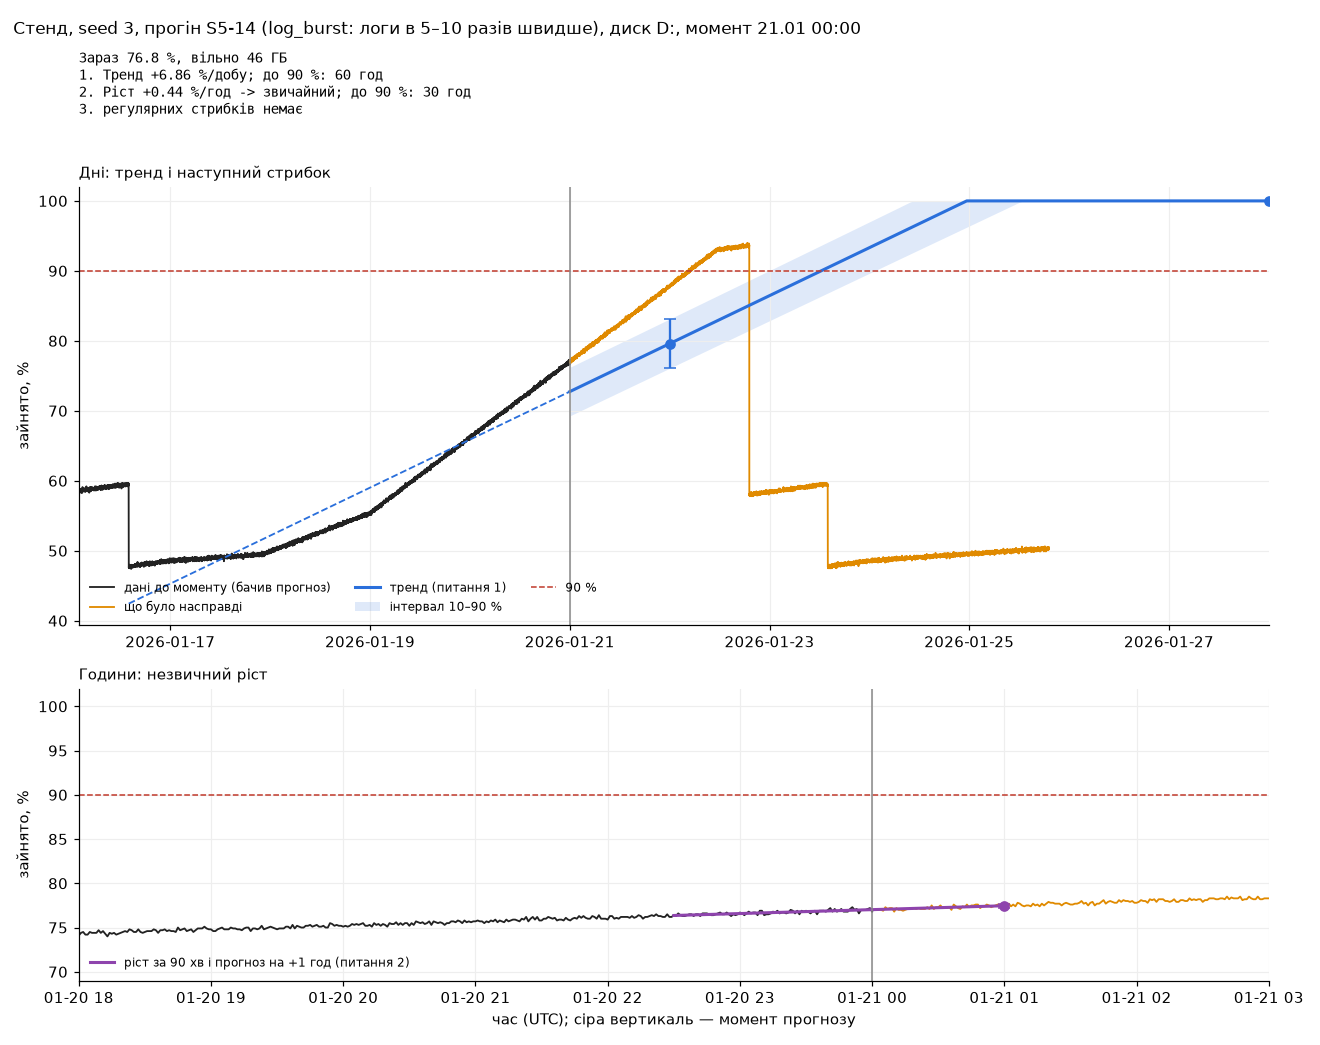 Стенд, seed 3, прогін S5-14 (log_burst: логи в 5–10 разів швидше), диск D:, момент 21.01 00:00
Зараз 76.8 %, вільно 46 ГБ
1. Тренд +6.86 %/добу; до 90 %: 60 год
2. Ріст +0.44 %/год -> звичайний; до 90 %: 30 год
3. регулярних стрибків немає
Дні: тренд і наступний стрибок
100
90
80
70
60
50
40
зайнято, %
дані до моменту (бачив прогноз)
що було насправді
тренд (питання 1)
інтервал 10–90 %
90 %
2026-01-17 2026-01-19 2026-01-21 2026-01-23 2026-01-25 2026-01-27
Години: незвичний ріст
100
95
90
85
80
75
70
зайнято, %
ріст за 90 хв і прогноз на +1 год (питання 2)
01-20 18 01-20 19 01-20 20 01-20 21 01-20 22 01-20 23 01-21 00 01-21 01 01-21 02 01-21 03
час (UTC); сіра вертикаль — момент прогнозу